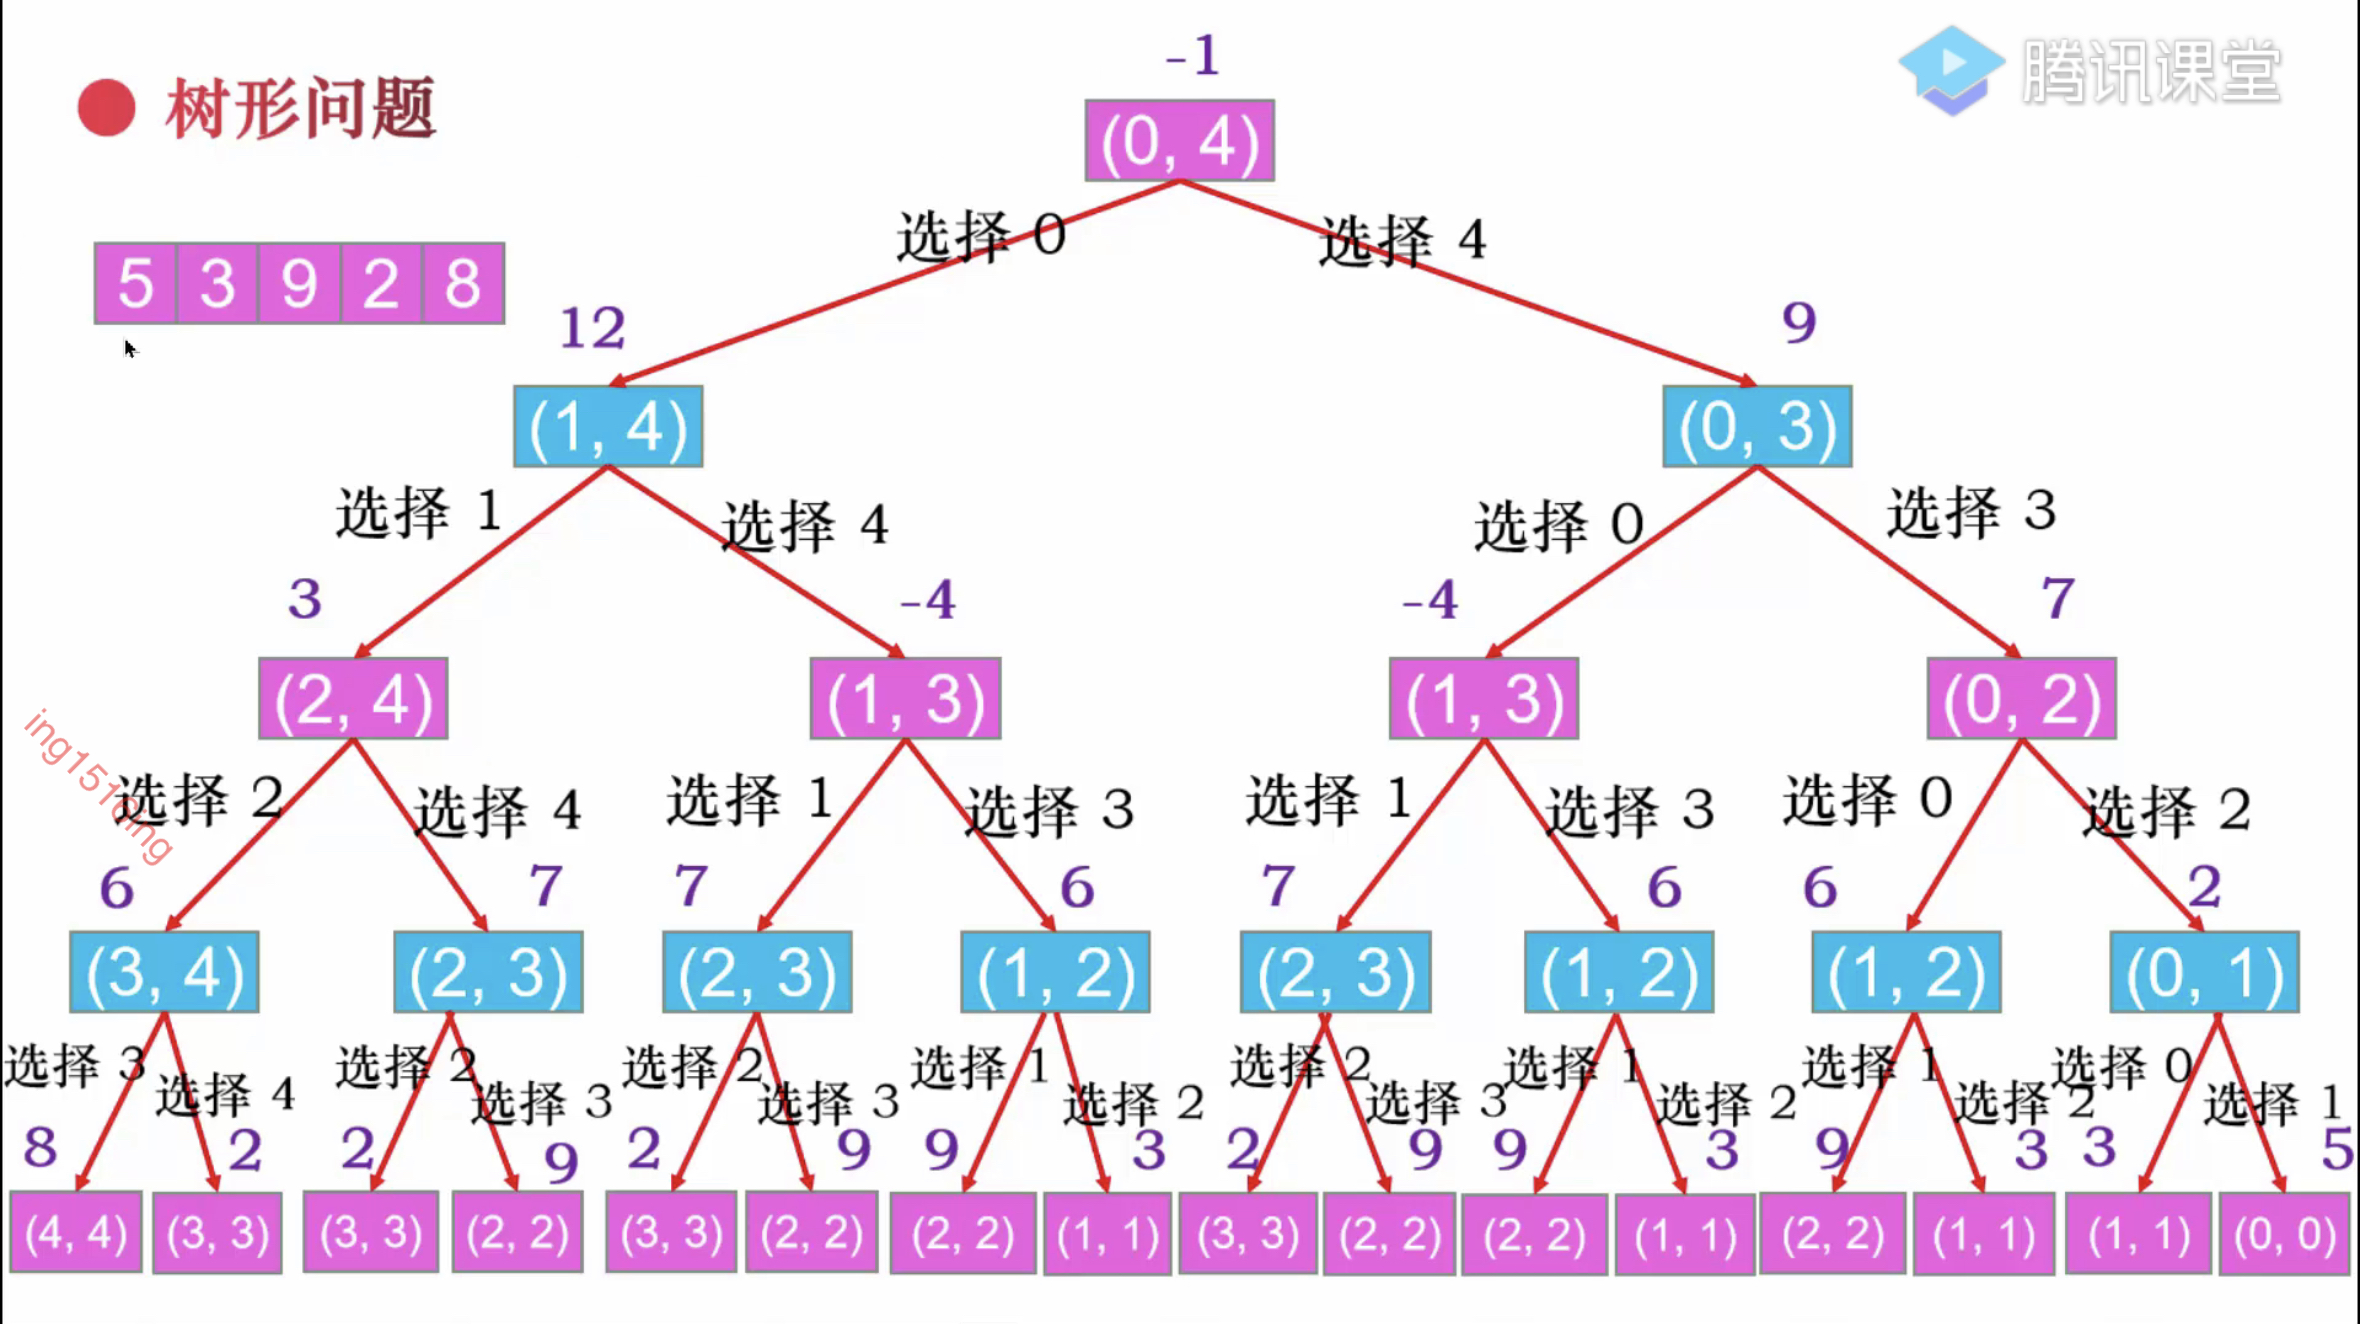 -1
腾讯课堂
树形问题
(0, 4)
选择 0
选择 4
5 3 9 2 8
12
9
(1, 4)
(0, 3)
选择 1
选择 4
选择 0
选择 3
3
-4
-4
7
(2, 4)
(1, 3)
(1, 3)
(0, 2)
选择 2
选择 4
选择 1
选择 3
选择 1
选择 3
选择 0
选择 2
6
7
7
6
7
6
6
2
(3, 4)
(2, 3)
(2, 3)
(1, 2)
(2, 3)
(1, 2)
(1, 2)
(0, 1)
选择 3
选择 4
选择 2
选择 3
选择 2
选择 3
选择 1
选择 2
选择 2
选择 3
选择 1
选择 2
选择 1
选择 2
选择 0
选择 1
8
2
2
9
2
9
9
3
2
9
9
3
9
3
3
5
(4, 4)
(3, 3)
(3, 3)
(2, 2)
(3, 3)
(2, 2)
(2, 2)
(1, 1)
(3, 3)
(2, 2)
(2, 2)
(1, 1)
(2, 2)
(1, 1)
(1, 1)
(0, 0)